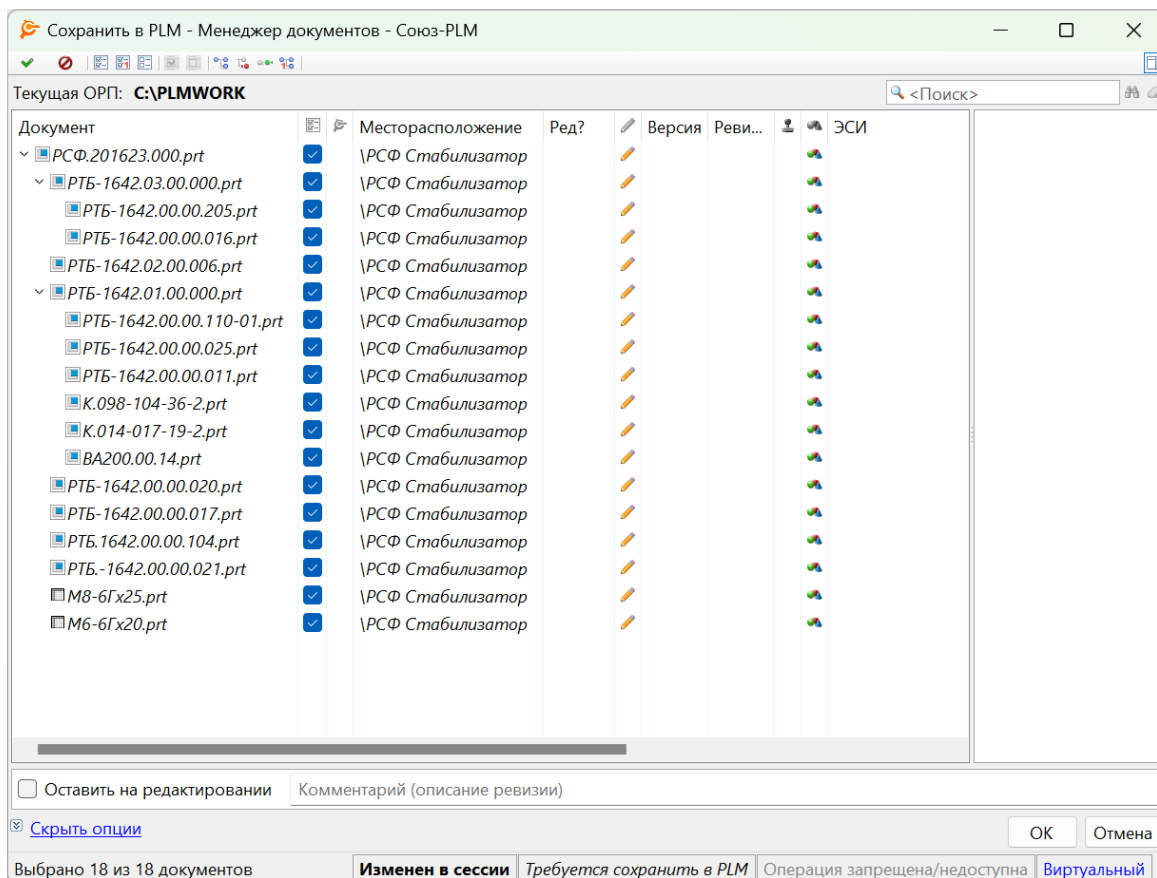 Сохранить в PLM - Менеджер документов - Союз-PLM
Текущая ОРП: C:\PLMWORK
<Поиск>
Документ Месторасположение Ред? Версия Реви... ЭСИ
РСФ.201623.000.prt \РСФ Стабилизатор
РТБ-1642.03.00.000.prt \РСФ Стабилизатор
РТБ-1642.00.00.205.prt \РСФ Стабилизатор
РТБ-1642.00.00.016.prt \РСФ Стабилизатор
РТБ-1642.02.00.006.prt \РСФ Стабилизатор
РТБ-1642.01.00.000.prt \РСФ Стабилизатор
РТБ-1642.00.00.110-01.prt \РСФ Стабилизатор
РТБ-1642.00.00.025.prt \РСФ Стабилизатор
РТБ-1642.00.00.011.prt \РСФ Стабилизатор
К.098-104-36-2.prt \РСФ Стабилизатор
К.014-017-19-2.prt \РСФ Стабилизатор
ВА200.00.14.prt \РСФ Стабилизатор
РТБ-1642.00.00.020.prt \РСФ Стабилизатор
РТБ-1642.00.00.017.prt \РСФ Стабилизатор
РТБ.1642.00.00.104.prt \РСФ Стабилизатор
РТБ.-1642.00.00.021.prt \РСФ Стабилизатор
М8-6Гх25.prt \РСФ Стабилизатор
М6-6Гх20.prt \РСФ Стабилизатор
Оставить на редактировании Комментарий (описание ревизии)
Скрыть опции ОК Отмена
Выбрано 18 из 18 документов Изменен в сессии Требуется сохранить в PLM Операция запрещена/недоступна Виртуальный